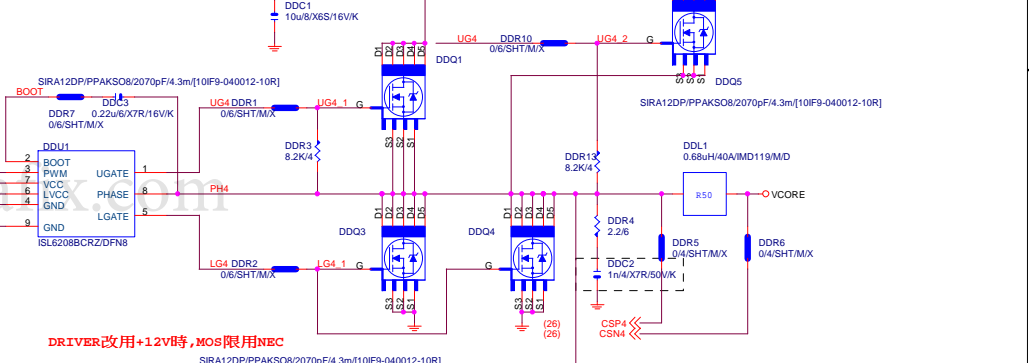 DDC1
10u/8/X6S/16V/K
UG4 DDR10 UG4_2 G
0/6/SHT/M/X
D1 D2 D3 D4 D5
DDQ1
S3 S2 S1
DDQ5
SIRA12DP/PPAKSO8/2070pF/4.3m/[10IF9-040012-10R]
SIRA12DP/PPAKSO8/2070pF/4.3m/[10IF9-040012-10R]
BOOT
DDC3
0.22u/6/X7R/16V/K
DDR7
0/6/SHT/M/X
UG4 DDR1 UG4_1 G
0/6/SHT/M/X
S3 S2 S1
DDU1
2 BOOT
3 PWM
7 VCC
6 LVCC
4 GND
9 GND
UGATE 1
PHASE 8
LGATE 5
ISL6208BCRZ/DFN8
DDR3
8.2K/4
DDR13
8.2K/4
DDL1
0.68uH/40A/IMD119/M/D
R50
VCORE
PH4
nx.com
D1 D2 D3 D4 D5
D1 D2 D3 D4 D5
DDQ3
DDQ4
DDR4
2.2/6
DDR5
0/4/SHT/M/X
DDR6
0/4/SHT/M/X
LG4 DDR2 LG4_1 G
0/6/SHT/M/X
G
DDC2
1n/4/X7R/50V/K
S3 S2 S1
S3 S2 S1
(26) CSP4
(26) CSN4
DRIVER改用+12V時,MOS限用NEC
SIRA12DP/PPAKSO8/2070pF/4.3m/[10IF9-040012-10R]